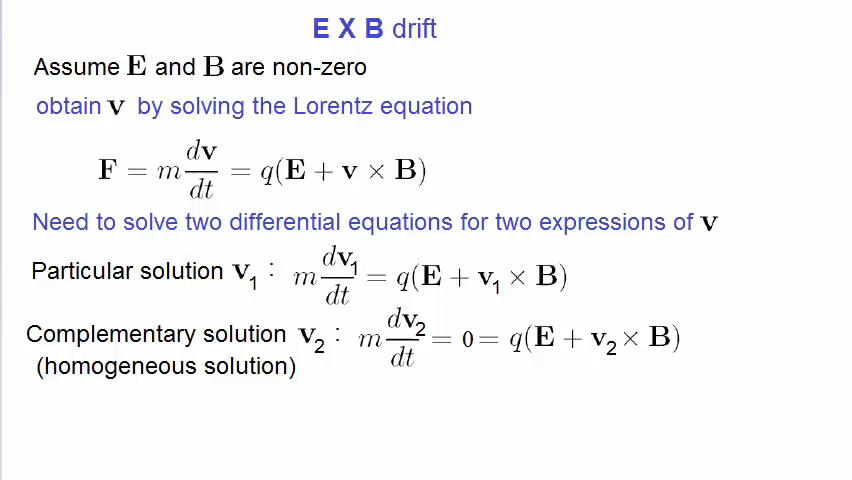 E X B drift
Assume E and B are non-zero
obtain v by solving the Lorentz equation
F = m dv/dt = q(E + v × B)
Need to solve two differential equations for two expressions of v
Particular solution v₁ : m dv₁/dt = q(E + v₁ × B)
Complementary solution v₂ : m dv₂/dt = 0 = q(E + v₂ × B)
(homogeneous solution)